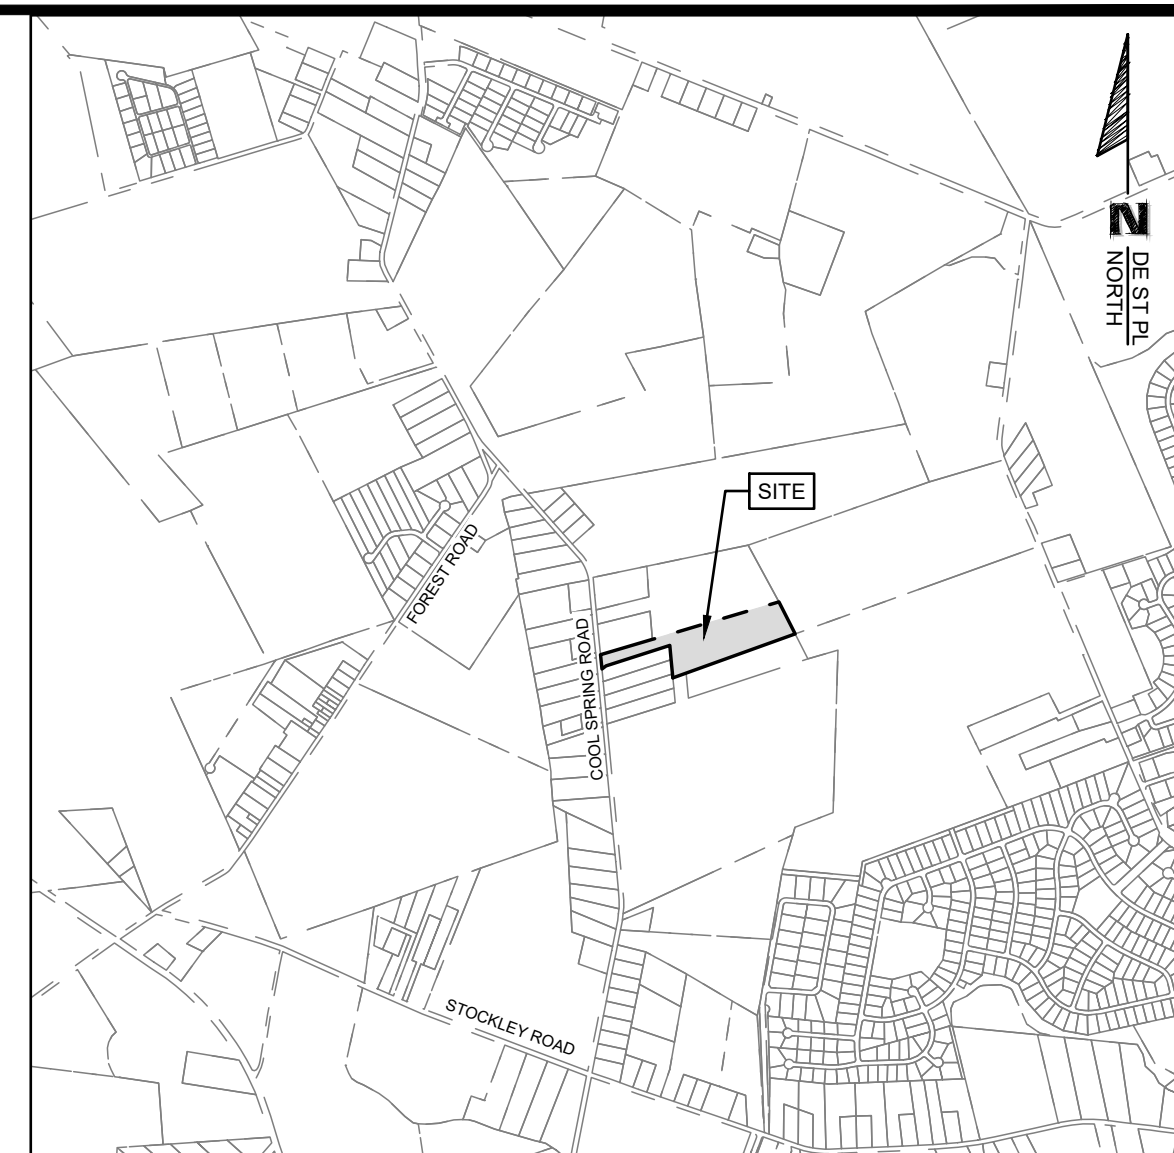 N
DE ST PL
NORTH
SITE
FOREST ROAD
COOL SPRING ROAD
STOCKLEY ROAD